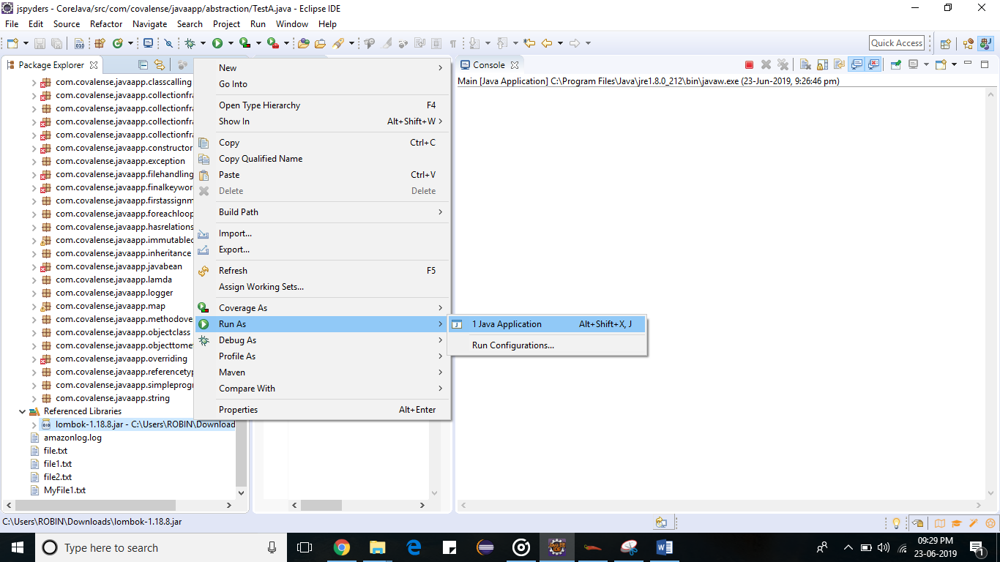 jspyders - CoreJava/src/com/covalense/javaapp/abstraction/TestA.java - Eclipse IDE
File Edit Source Refactor Navigate Search Project Run Window Help
Quick Access
Package Explorer
com.covalense.javaapp.classcalling
com.covalense.javaapp.collectionfra
com.covalense.javaapp.collectionfra
com.covalense.javaapp.collectionfra
com.covalense.javaapp.collectionfra
com.covalense.javaapp.constructor
com.covalense.javaapp.exception
com.covalense.javaapp.filehandling
com.covalense.javaapp.finalkeywor
com.covalense.javaapp.firstassignm
com.covalense.javaapp.foreachloop
com.covalense.javaapp.hasrelations
com.covalense.javaapp.immutablec
com.covalense.javaapp.inheritance
com.covalense.javaapp.javabean
com.covalense.javaapp.lamda
com.covalense.javaapp.logger
com.covalense.javaapp.map
com.covalense.javaapp.methodove
com.covalense.javaapp.objectclass
com.covalense.javaapp.objecttomet
com.covalense.javaapp.overriding
com.covalense.javaapp.referencetyp
com.covalense.javaapp.simpleprogr
com.covalense.javaapp.string
Referenced Libraries
lombok-1.18.8.jar - C:\Users\ROBIN\Download
amazonlog.log
file.txt
file1.txt
file2.txt
MyFile1.txt
New
Go Into
Open Type Hierarchy F4
Show In Alt+Shift+W
Copy Ctrl+C
Copy Qualified Name
Paste Ctrl+V
Delete Delete
Build Path
Import...
Export...
Refresh F5
Assign Working Sets...
Coverage As
Run As
Debug As
Profile As
Maven
Compare With
Properties Alt+Enter
1 Java Application Alt+Shift+X, J
Run Configurations...
Console
Main [Java Application] C:\Program Files\Java\jre1.8.0_212\bin\javaw.exe (23-Jun-2019, 9:26:46 pm)
C:\Users\ROBIN\Downloads\lombok-1.18.8.jar
Type here to search
09:29 PM
23-06-2019
1